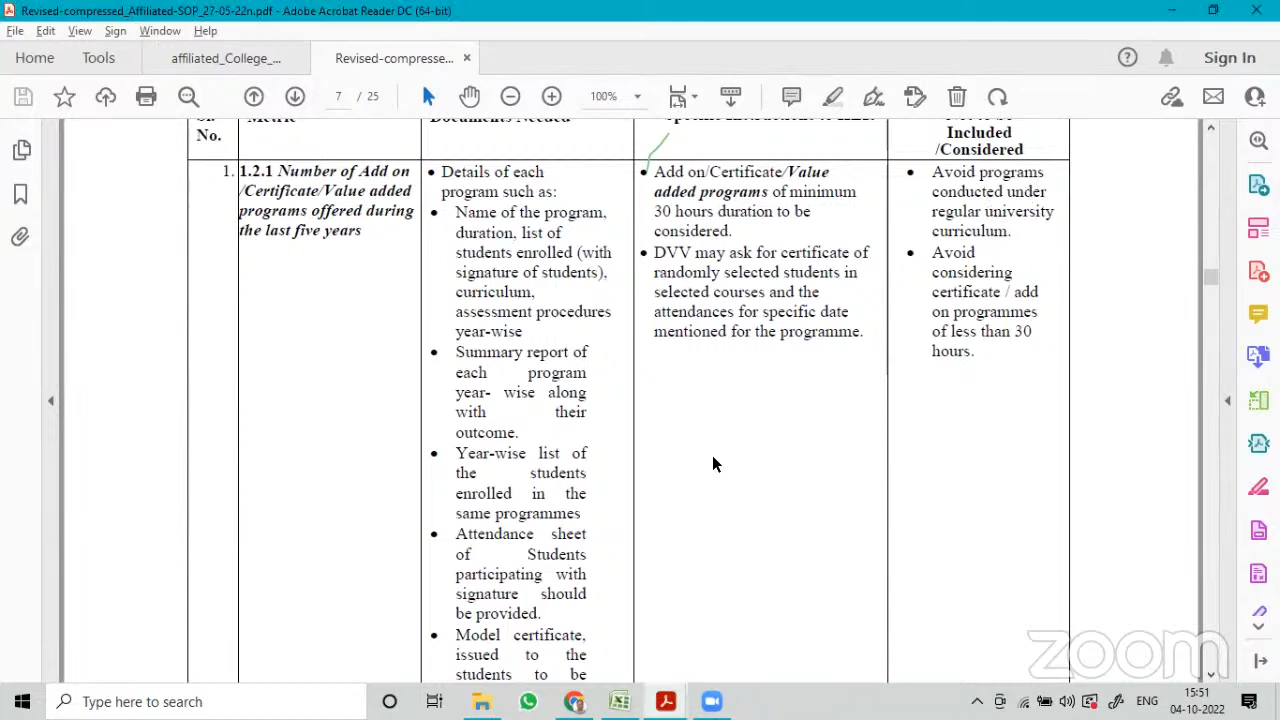 Revised-compressed_Affiliated-SOP_27-05-22n.pdf - Adobe Acrobat Reader DC (64-bit)
File Edit View Sign Window Help
Home Tools affiliated_College_... Revised-compresse... × Sign In
7 / 25 100%
No. Metric Documents Needed Included
/Considered
1. 1.2.1 Number of Add on
/Certificate/Value added
programs offered during
the last five years
• Details of each
program such as:
• Name of the program,
duration, list of
students enrolled (with
signature of students),
curriculum,
assessment procedures
year-wise
• Summary report of
each program
year- wise along
with their
outcome.
• Year-wise list of
the students
enrolled in the
same programmes
• Attendance sheet
of Students
participating with
signature should
be provided.
• Model certificate,
issued to the
students to be
• Add on/Certificate/Value
added programs of minimum
30 hours duration to be
considered.
• DVV may ask for certificate of
randomly selected students in
selected courses and the
attendances for specific date
mentioned for the programme.
• Avoid programs
conducted under
regular university
curriculum.
• Avoid
considering
certificate / add
on programmes
of less than 30
hours.
zoom
Type here to search
ENG
15:51
04-10-2022